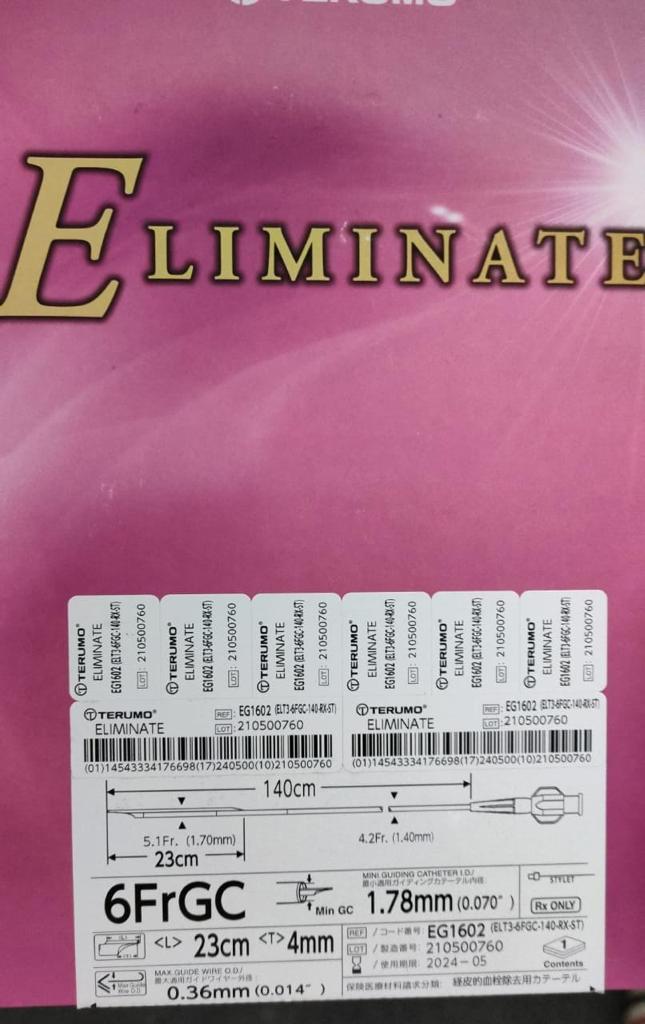 TERUMO
ELIMINATE
TERUMO®
ELIMINATE
EG1602 (ELT3-6FGC-140-RX-ST)
LOT: 210500760
TERUMO®
ELIMINATE
EG1602 (ELT3-6FGC-140-RX-ST)
LOT: 210500760
TERUMO®
ELIMINATE
EG1602 (ELT3-6FGC-140-RX-ST)
LOT: 210500760
TERUMO®
ELIMINATE
EG1602 (ELT3-6FGC-140-RX-ST)
LOT: 210500760
TERUMO®
ELIMINATE
EG1602 (ELT3-6FGC-140-RX-ST)
LOT: 210500760
TERUMO®
ELIMINATE
EG1602 (ELT3-6FGC-140-RX-ST)
LOT: 210500760
TERUMO® REF: EG1602 (ELT3-6FGC-140-RX-ST)
ELIMINATE LOT: 210500760
(01)14543334176698(17)240500(10)210500760
TERUMO® REF: EG1602 (ELT3-6FGC-140-RX-ST)
ELIMINATE LOT: 210500760
(01)14543334176698(17)240500(10)210500760
140cm
5.1Fr. (1.70mm) 4.2Fr. (1.40mm)
23cm
6FrGC
Min GC
MINI GUIDING CATHETER I.D./
最小適用ガイディングカテーテル内径:
1.78mm (0.070")
STYLET
Rx ONLY
(L)
(T)
<L> 23cm <T> 4mm
REF / コード番号: EG1602 (ELT3-6FGC-140-RX-ST)
LOT / 製造番号: 210500760
/ 使用期限: 2024-05
1
Contents
Max Guide Wire O.D.
MAX.GUIDE WIRE O.D./
最大適用ガイドワイヤー外径:
0.36mm (0.014")
保険医療材料請求分類: 経皮的血栓除去用カテーテル